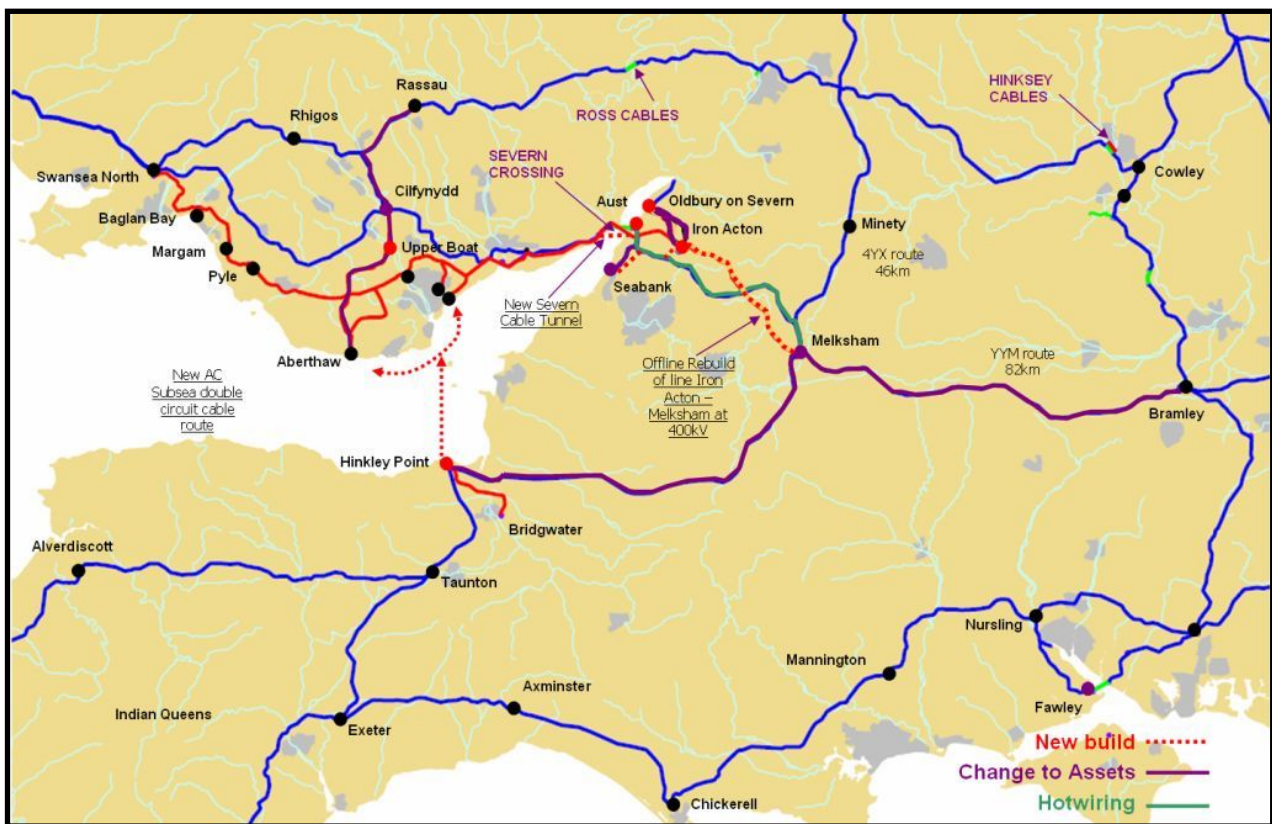 HINKSEY
CABLES
Rassau
ROSS CABLES
Rhigos
SEVERN
CROSSING
Swansea North
Cilfynydd
Aust
Oldbury on Severn
Cowley
Baglan Bay
Iron Acton
Minety
Margam
Upper Boat
4YX route
46km
Pyle
Seabank
New Severn
Cable Tunnel
Melksham
Aberthaw
Offline Rebuild
of line Iron
Acton –
Melksham at
400kV
YYM route
82km
New AC
Subsea double
circuit cable
route
Bramley
Hinkley Point
Bridgwater
Alverdiscott
Taunton
Nursling
Mannington
Axminster
Indian Queens
Exeter
Fawley
New build
Change to Assets
Chickerell
Hotwiring